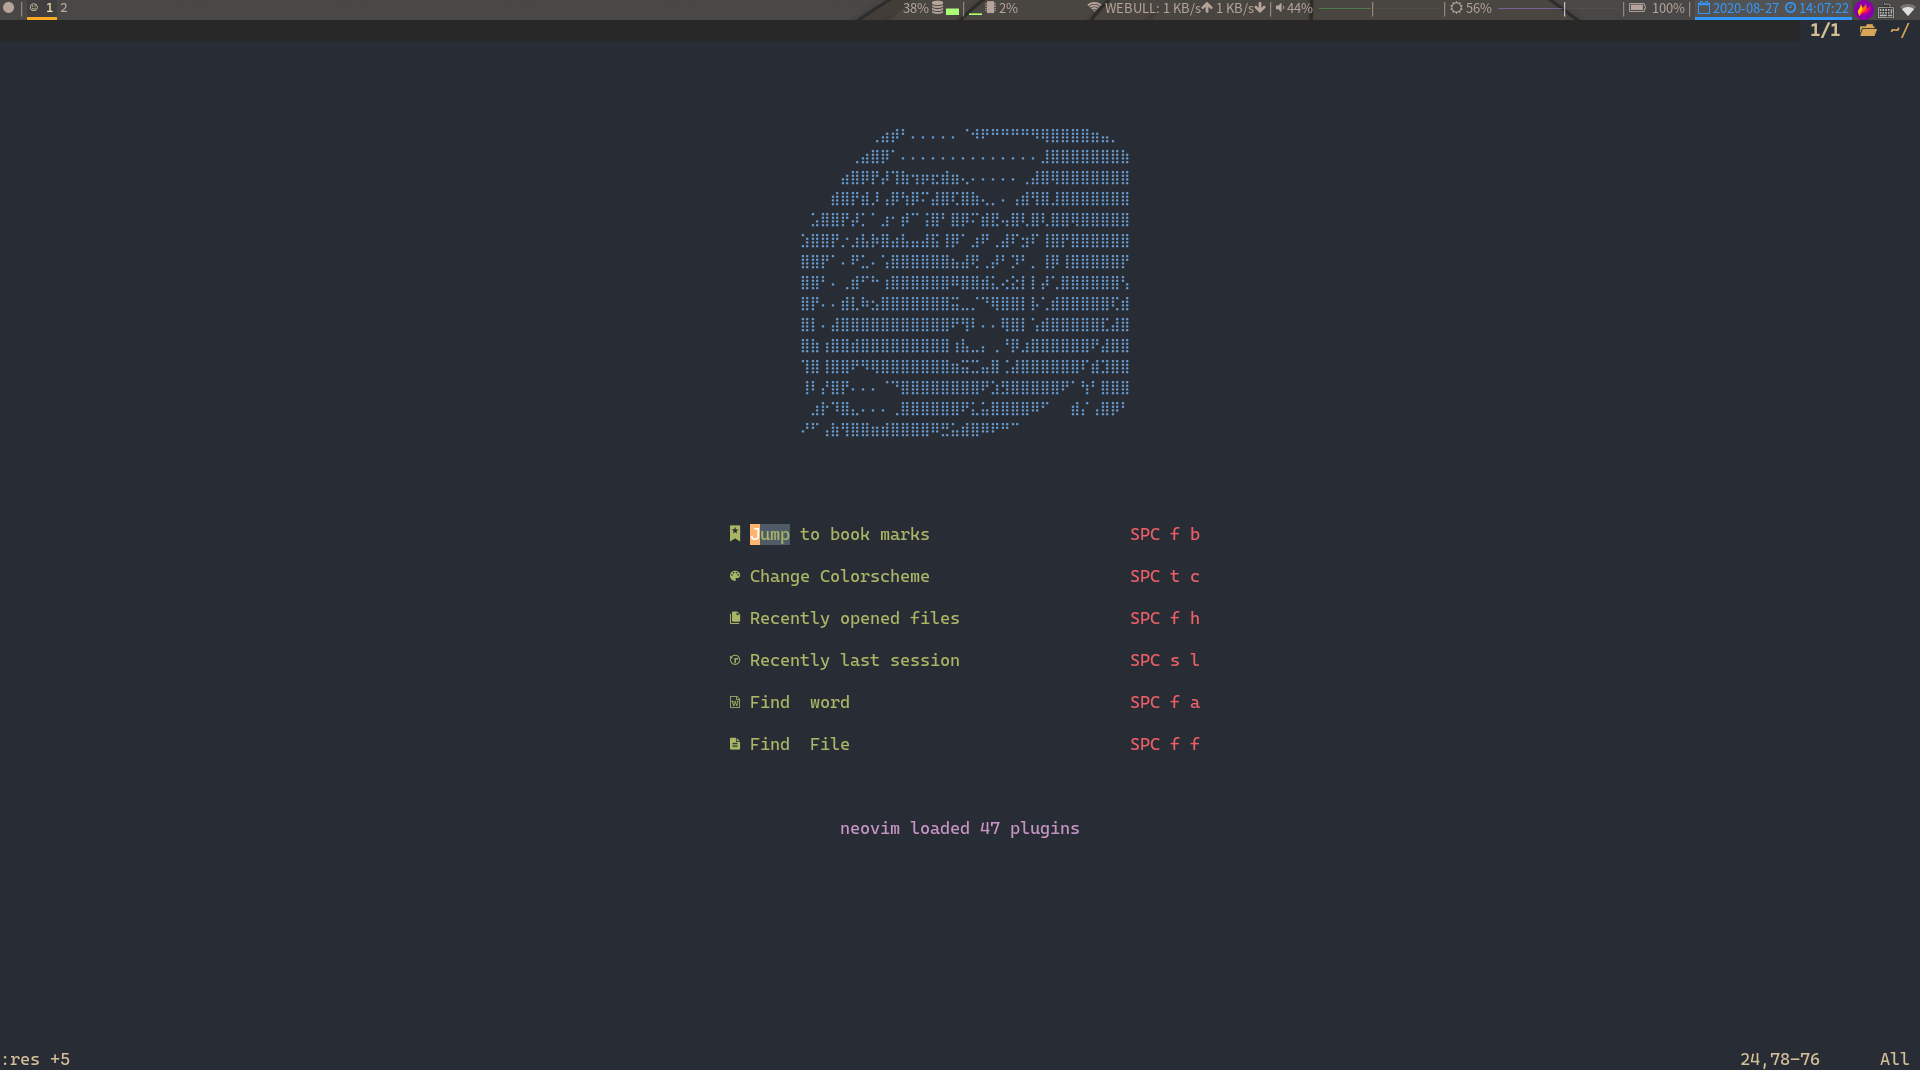 1 2 38% 2% WEBULL: 1 KB/s 1 KB/s 44% 56% 100% 2020-08-27 14:07:22
1/1 ~/
Jump to book marks SPC f b
Change Colorscheme SPC t c
Recently opened files SPC f h
Recently last session SPC s l
Find  word SPC f a
Find  File SPC f f
neovim loaded 47 plugins
:res +5 24,78-76 All